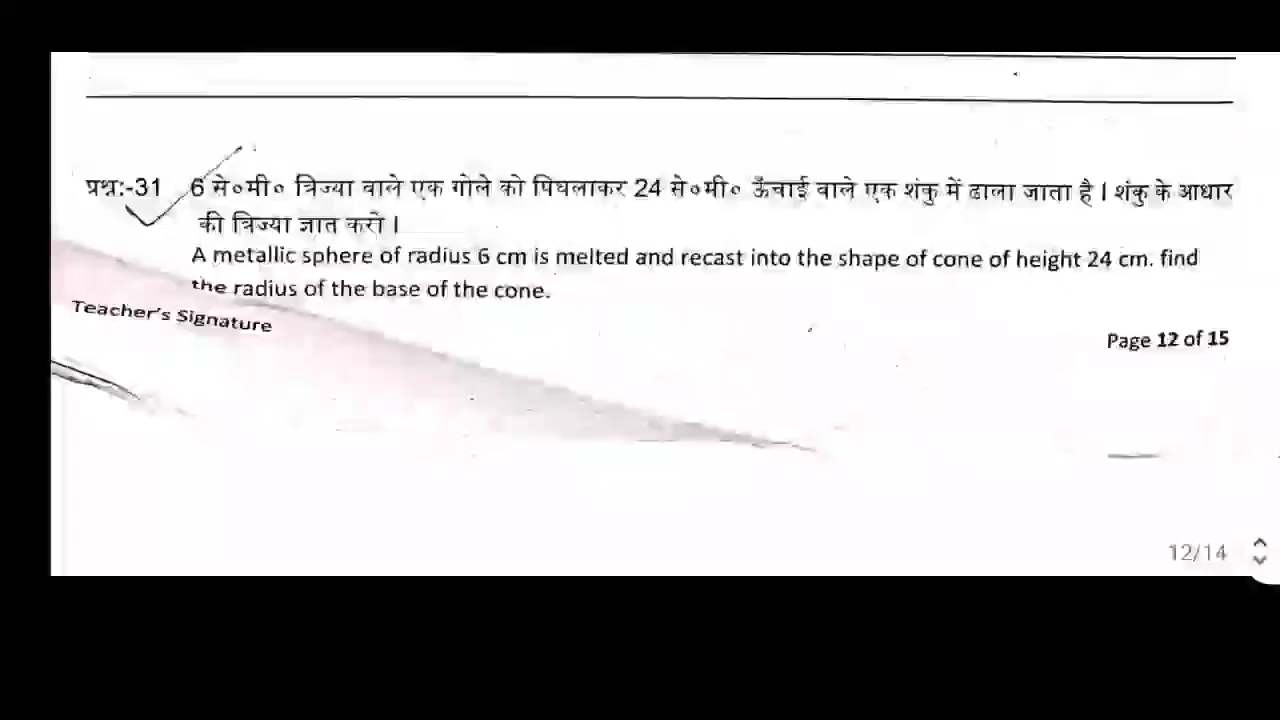 प्रश्न:-31 6 से०मी० त्रिज्या वाले एक गोले को पिघलाकर 24 से०मी० ऊँचाई वाले एक शंकु में ढाला जाता है। शंकु के आधार
की त्रिज्या ज्ञात करो।
A metallic sphere of radius 6 cm is melted and recast into the shape of cone of height 24 cm. find
the radius of the base of the cone.
Teacher's Signature
Page 12 of 15
12/14